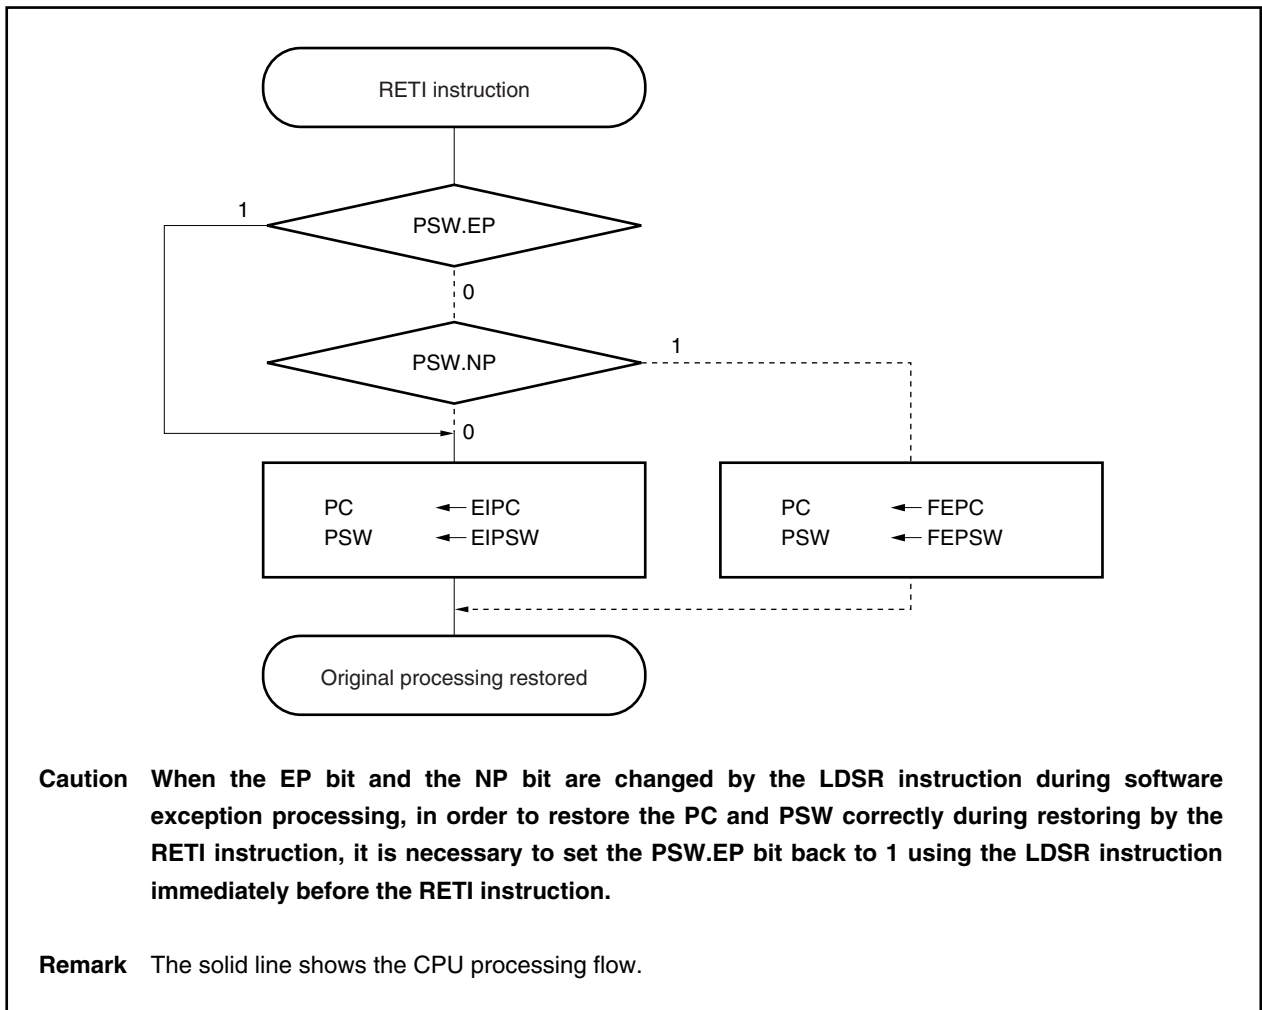 RETI instruction
1
PSW.EP
0
PSW.NP
1
0
PC ← EIPC
PSW ← EIPSW
PC ← FEPC
PSW ← FEPSW
Original processing restored
Caution When the EP bit and the NP bit are changed by the LDSR instruction during software
exception processing, in order to restore the PC and PSW correctly during restoring by the
RETI instruction, it is necessary to set the PSW.EP bit back to 1 using the LDSR instruction
immediately before the RETI instruction.
Remark The solid line shows the CPU processing flow.